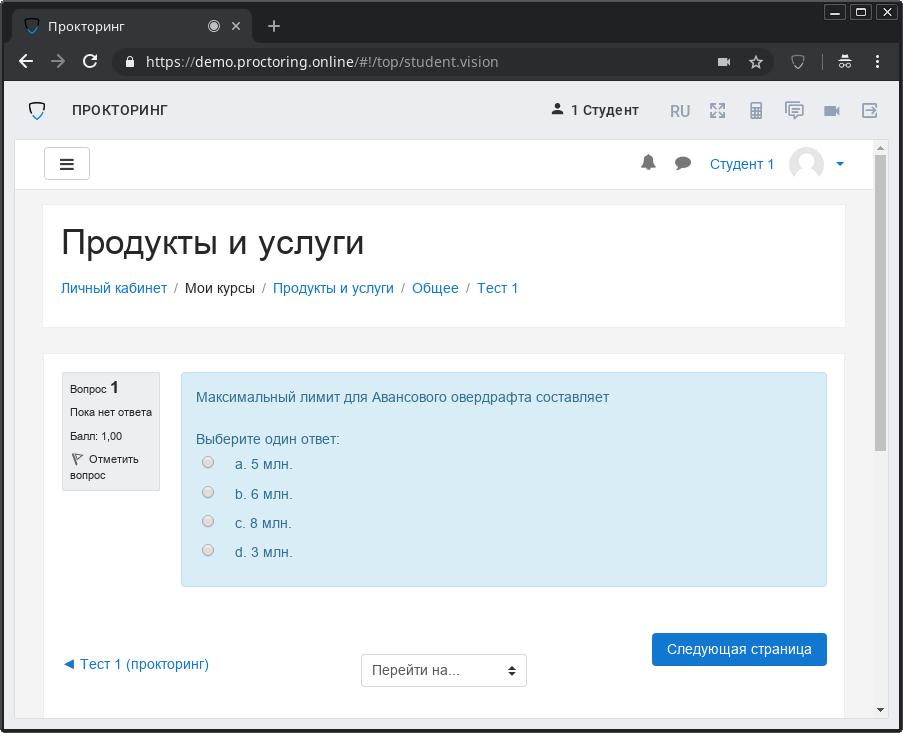 Прокторинг
https://demo.proctoring.online/#!/top/student.vision
ПРОКТОРИНГ
1 Студент
RU
Студент 1
Продукты и услуги
Личный кабинет / Мои курсы / Продукты и услуги / Общее / Тест 1
Вопрос 1
Пока нет ответа
Балл: 1,00
Отметить
вопрос
Максимальный лимит для Авансового овердрафта составляет
Выберите один ответ:
a. 5 млн.
b. 6 млн.
c. 8 млн.
d. 3 млн.
Следующая страница
◄ Тест 1 (прокторинг)
Перейти на...